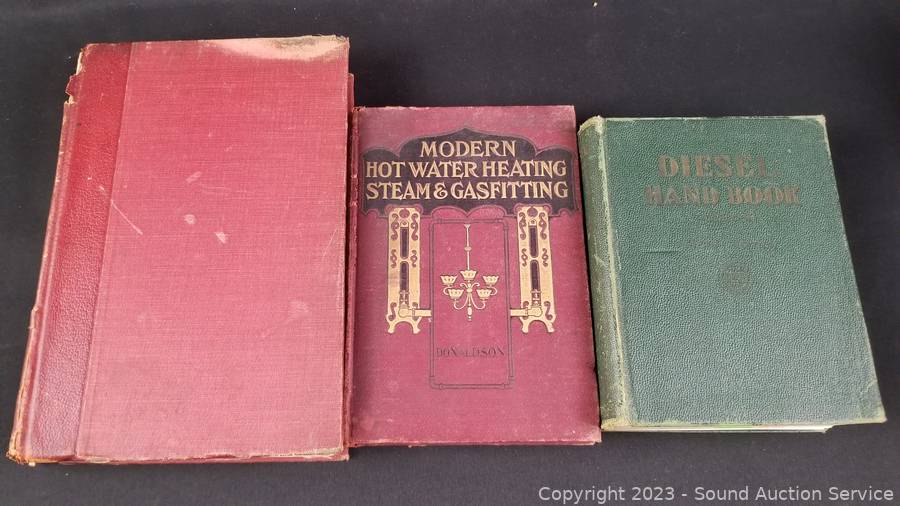 MODERN
HOT WATER HEATING
STEAM & GASFITTING
DONALDSON
DIESEL
HAND BOOK
Copyright 2023 - Sound Auction Service